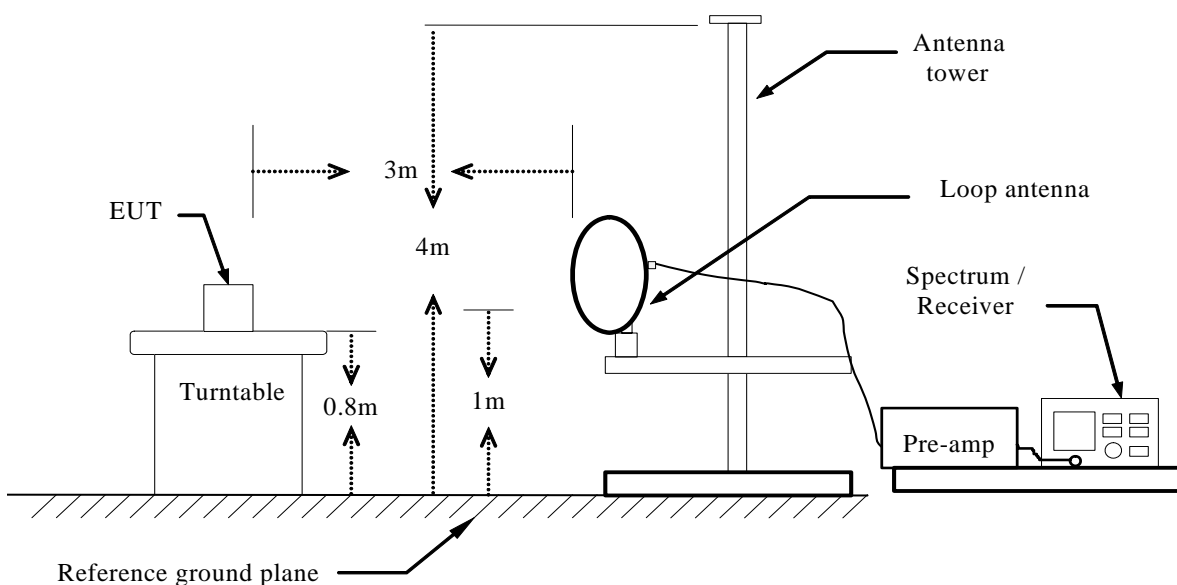 Antenna
tower
3m
Loop antenna
EUT
4m
Spectrum /
Receiver
Turntable
0.8m
1m
Pre-amp
Reference ground plane